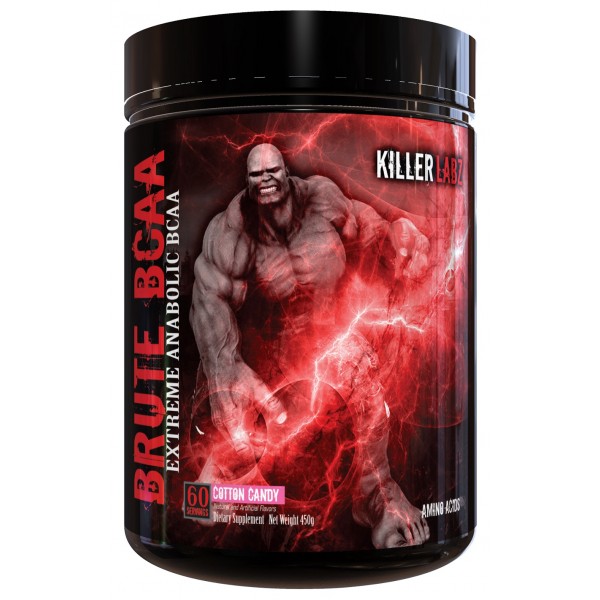 KILLER LABZ
BRUTE BCAA
EXTREME ANABOLIC BCAA
60
SERVINGS
COTTON CANDY
Natural and Artificial Flavors
Dietary Supplement Net Weight 450g
AMINO ACIDS